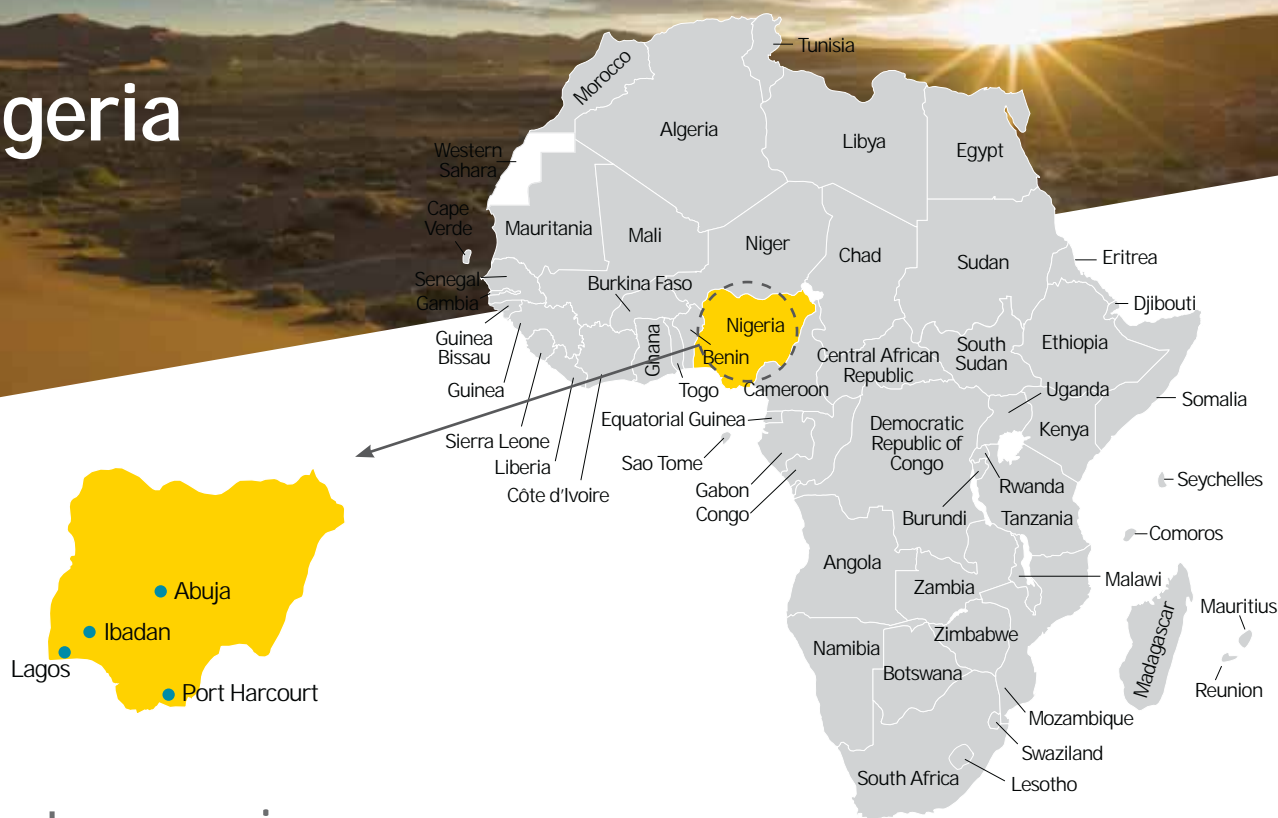 geria
Tunisia
Morocco
Algeria
Libya
Egypt
Western
Sahara
Cape
Verde
Mauritania
Mali
Niger
Chad
Sudan
Eritrea
Senegal
Gambia
Burkina Faso
Djibouti
Guinea
Bissau
Nigeria
Benin
Ghana
Togo
Cameroon
Central African
Republic
South
Sudan
Ethiopia
Guinea
Uganda
Somalia
Sierra Leone
Liberia
Côte d'Ivoire
Equatorial Guinea
Sao Tome
Democratic
Republic of
Congo
Kenya
Gabon
Congo
Rwanda
Burundi
Tanzania
Seychelles
Comoros
Angola
Zambia
Malawi
Mauritius
Madagascar
Reunion
Namibia
Zimbabwe
Botswana
Mozambique
Swaziland
Lesotho
South Africa
Abuja
Ibadan
Lagos
Port Harcourt